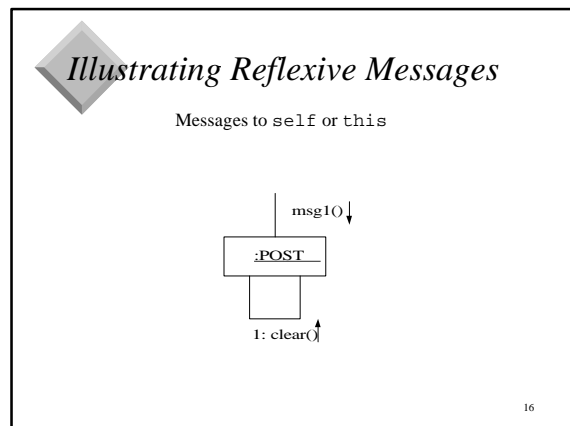 Illustrating Reflexive Messages
Messages to self or this
msg1()
:POST
1: clear()
16